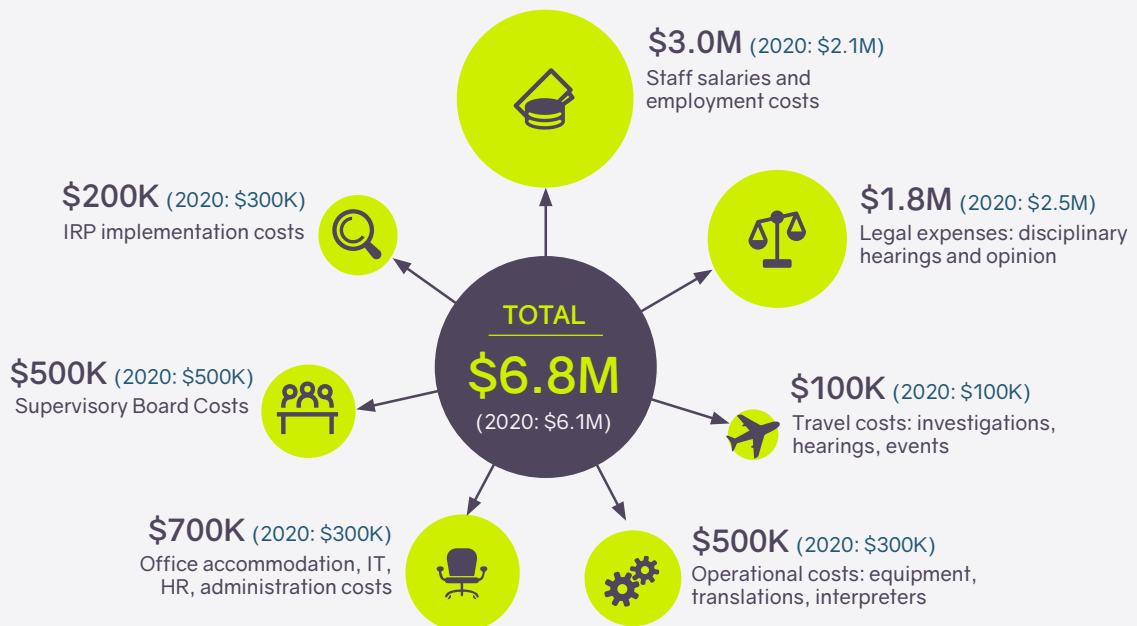 $3.0M (2020: $2.1M)
Staff salaries and
employment costs
$1.8M (2020: $2.5M)
Legal expenses: disciplinary
hearings and opinion
$100K (2020: $100K)
Travel costs: investigations,
hearings, events
$500K (2020: $300K)
Operational costs: equipment,
translations, interpreters
$700K (2020: $300K)
Office accommodation, IT,
HR, administration costs
$500K (2020: $500K)
Supervisory Board Costs
$200K (2020: $300K)
IRP implementation costs
TOTAL
$6.8M
(2020: $6.1M)